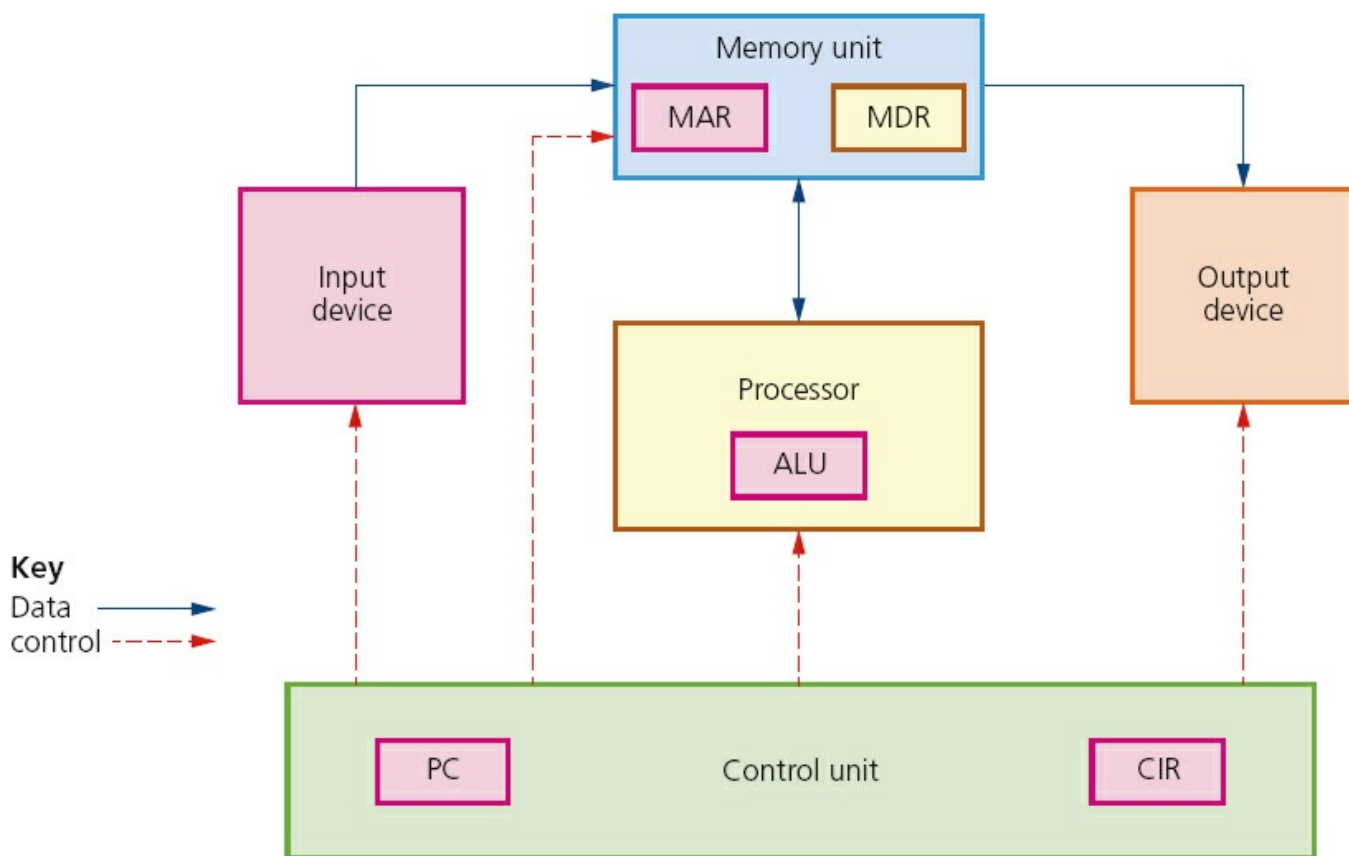 Memory unit
MAR
MDR
Input
device
Output
device
Processor
ALU
Key
Data
control
PC
Control unit
CIR